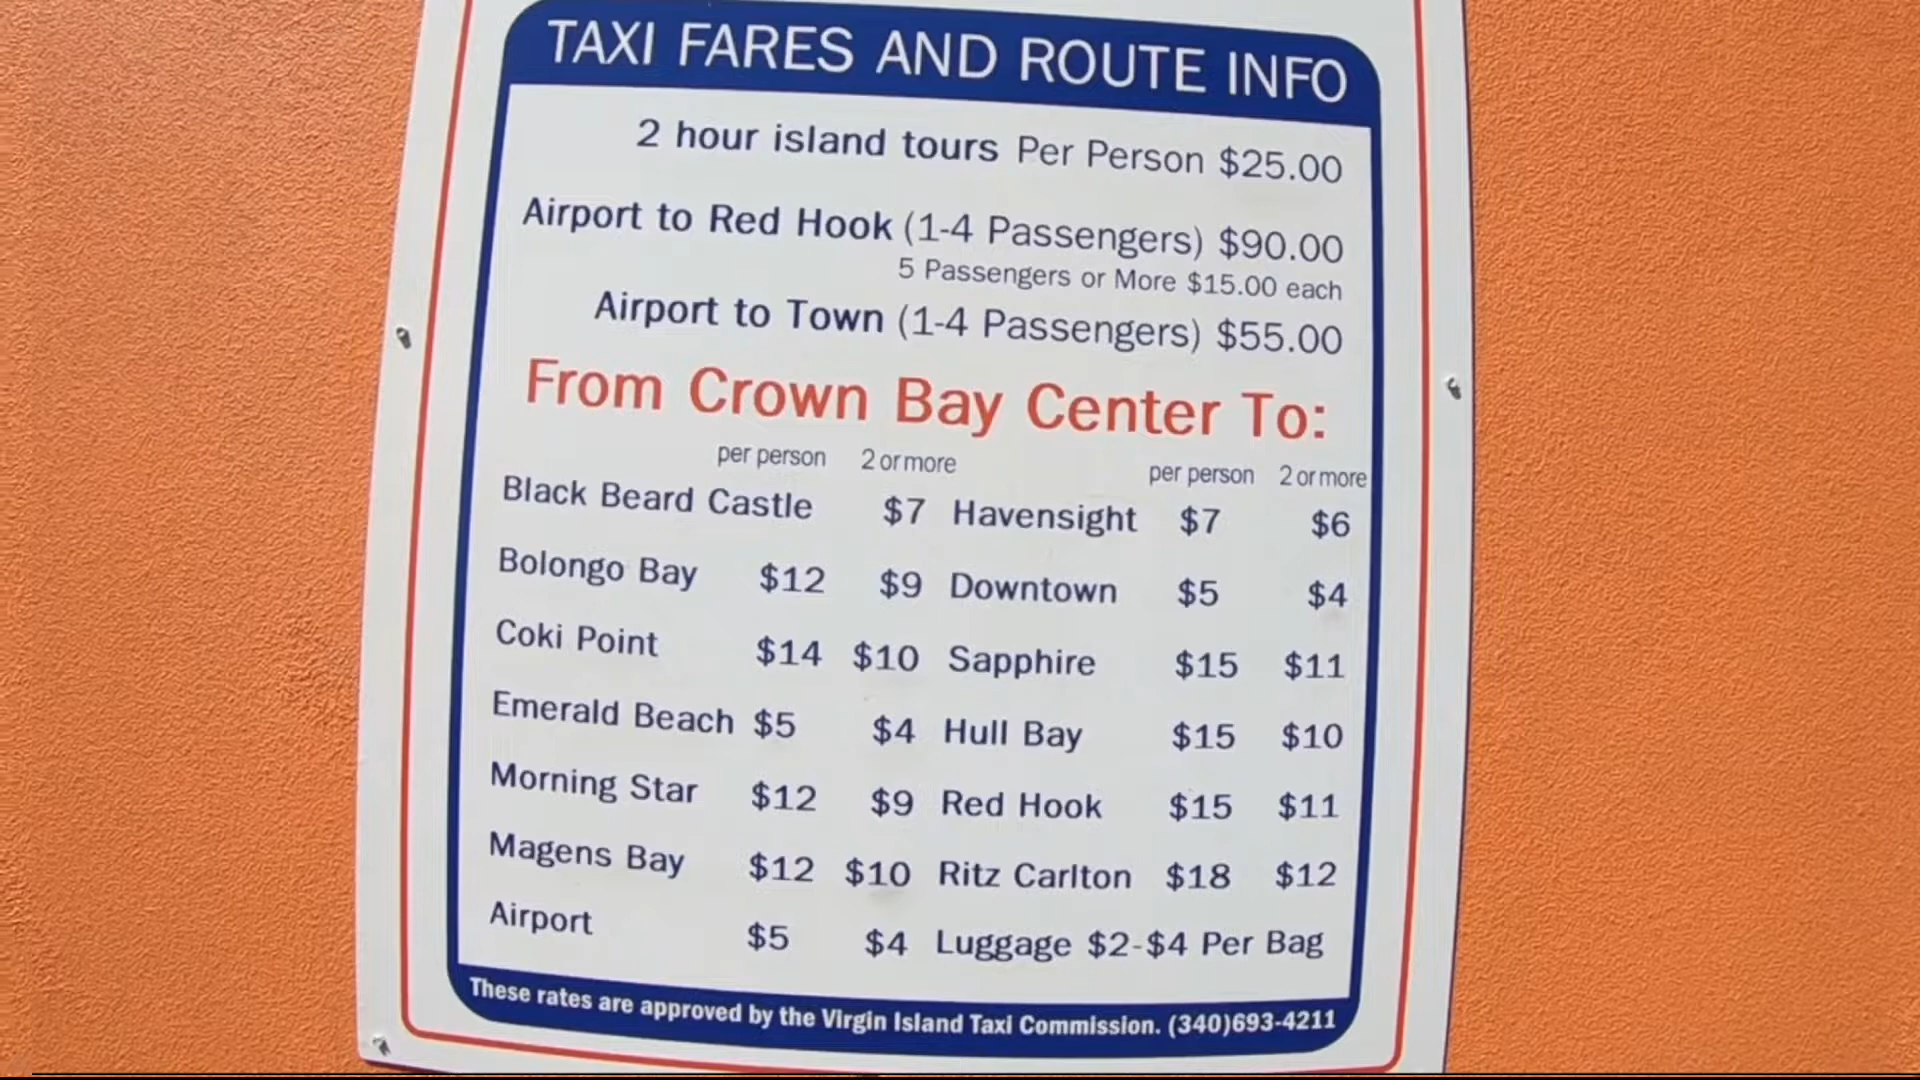 TAXI FARES AND ROUTE INFO
2 hour island tours Per Person $25.00
Airport to Red Hook (1-4 Passengers) $90.00
5 Passengers or More $15.00 each
Airport to Town (1-4 Passengers) $55.00
From Crown Bay Center To:
per person 2 or more per person 2 or more
Black Beard Castle $7 Havensight $7 $6
Bolongo Bay $12 $9 Downtown $5 $4
Coki Point $14 $10 Sapphire $15 $11
Emerald Beach $5 $4 Hull Bay $15 $10
Morning Star $12 $9 Red Hook $15 $11
Magens Bay $12 $10 Ritz Carlton $18 $12
Airport $5 $4 Luggage $2-$4 Per Bag
These rates are approved by the Virgin Island Taxi Commission. (340)693-4211